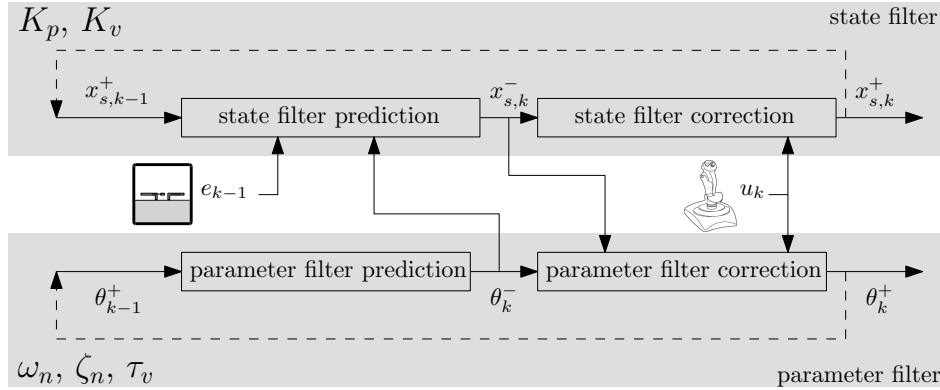 K_p, K_v
state filter
x^+_{s,k−1}
x^-_{s,k}
x^+_{s,k}
state filter prediction
state filter correction
e_{k−1}
u_k
parameter filter prediction
parameter filter correction
θ^+_{k−1}
θ^-_k
θ^+_k
ω_n, ζ_n, τ_v
parameter filter